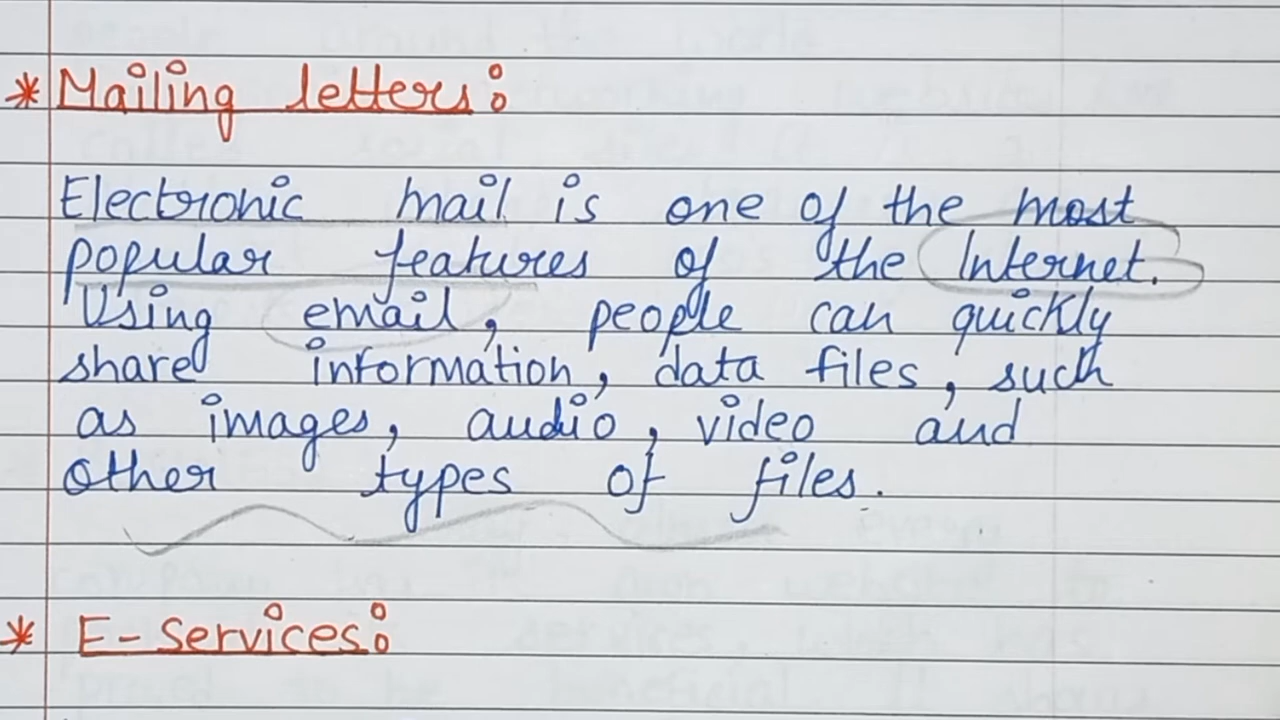 * Mailing letters:
Electronic mail is one of the most
popular features of the Internet.
Using email, people can quickly
share information, data files, such
as images, audio, video and
other types of files.
* E-Services: